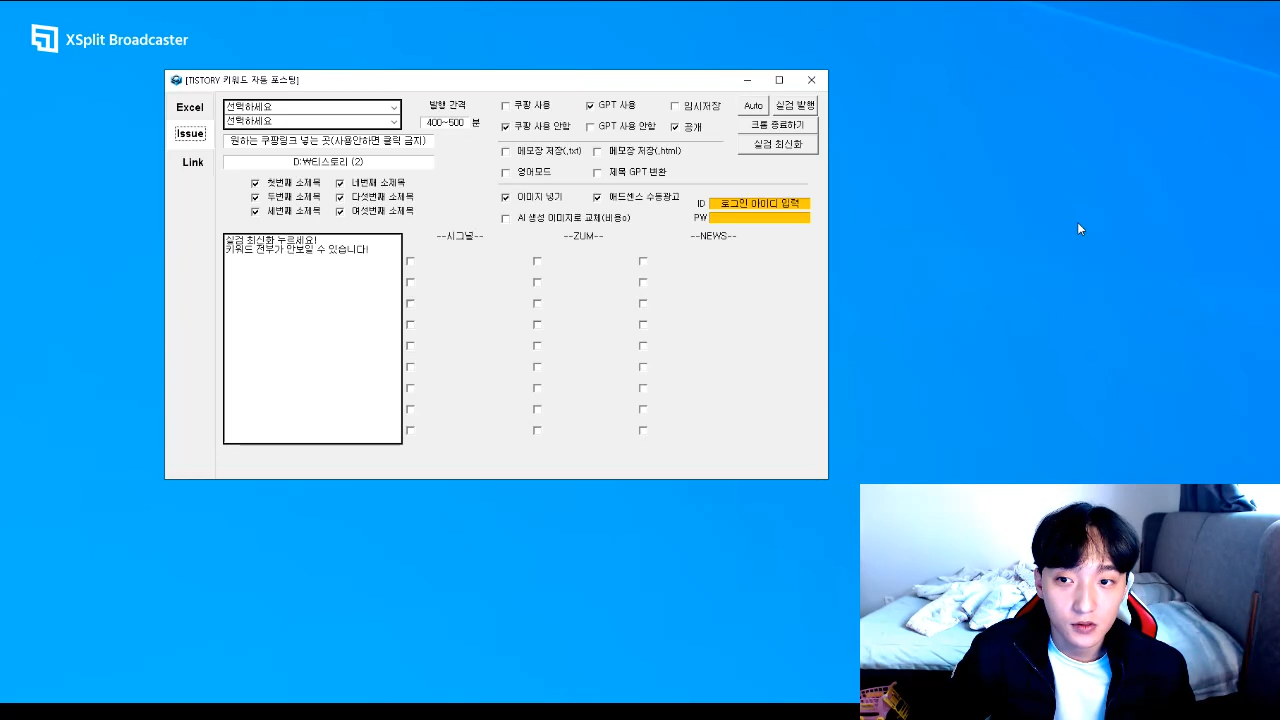 XSplit Broadcaster
[TISTORY 키워드 자동 포스팅]
Excel
Issue
Link
선택하세요
선택하세요
발행 간격
400~500 분
원하는 쿠팡링크 넣는 곳(사용안하면 클릭 금지)
D:₩티스토리 (2)
첫번째 소제목 네번째 소제목
두번째 소제목 다섯번째 소제목
세번째 소제목 여섯번째 소제목
쿠팡 사용 GPT 사용 임시저장
쿠팡 사용 안함 GPT 사용 안함 공개
메모장 저장(.txt) 메모장 저장(.html)
영어모드 제목 GPT 변환
이미지 넣기 애드센스 수동광고
AI 생성 이미지로 교체(비용o)
Auto 실검 발행
크롬 종료하기
실검 최신화
ID 로그인 아이디 입력
PW
--시그널-- --ZUM-- --NEWS--
실검 최신화 누르세요!
키워드 전부가 안보일 수 있습니다!